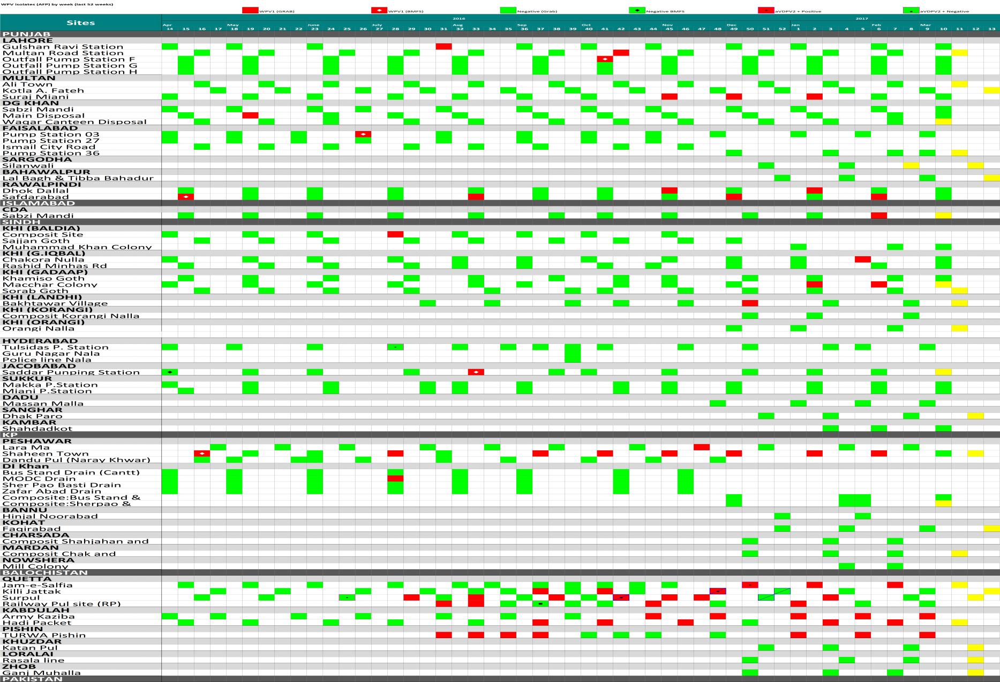 WPV isolates (AFP) by week (last 52 weeks)
WPV1 (GRAB) WPV1 (BMFS) Negative (Grab) Negative BMFS aVDPV2 + Positive aVDPV2 + Negative
Sites 2016 2017
Apr May June July Aug Sep Oct Nov Dec Jan Feb Mar
14 15 16 17 18 19 20 21 22 23 24 25 26 27 28 29 30 31 32 33 34 35 36 37 38 39 40 41 42 43 44 45 46 47 48 49 50 51 52 1 2 3 4 5 6 7 8 9 10 11 12 13
PUNJAB
LAHORE
Gulshan Ravi Station
Multan Road Station
Outfall Pump Station F
Outfall Pump Station G
Outfall Pump Station H
MULTAN
Ali Town
Kotla A. Fateh
Suraj Miani
DG KHAN
Sabzi Mandi
Main Disposal
Waqar Canteen Disposal
FAISALABAD
Pump Station 03
Pump Station 27
Ismail City Road
Pump Station 36
SARGODHA
Silanwali
BAHAWALPUR
Lal Bagh & Tibba Bahadur
RAWALPINDI
Dhok Dallal
Safdarabad
ISLAMABAD
CDA
Sabzi Mandi
SINDH
KHI (BALDIA)
Composit Site
Sajjan Goth
Muhammad Khan Colony
KHI (G.IQBAL)
Chakora Nulla
Rashid Minhas Rd
KHI (GADAAP)
Khamiso Goth
Macchar Colony
Sorab Goth
KHI (LANDHI)
Bakhtawar Village
KHI (KORANGI)
Composit Korangi Nalla
KHI (ORANGI)
Orangi Nalla
HYDERABAD
Tulsidas P. Station
Guru Nagar Nala
Police line Nala
JACOBABAD
Saddar Punping Station
SUKKUR
Makka P.Station
Miani P.Station
DADU
Massan Malla
SANGHAR
Dhak Paro
KAMBAR
Shahdadkot
KP
PESHAWAR
Lara Ma
Shaheen Town
Dandu Pul (Naray Khwar)
DI Khan
Bus Stand Drain (Cantt)
MODC Drain
Sher Pao Basti Drain
Zafar Abad Drain
Composite:Bus Stand &
Composite:Sherpao &
BANNU
Hinjal Noorabad
KOHAT
Faqirabad
CHARSADA
Composit Shahjahan and
MARDAN
Composit Chak and
NOWSHERA
Mill Colony
BALOCHISTAN
QUETTA
Jam-e-Salfia
Killi Jattak
Surpul
Railway Pul site (RP)
KABDULAH
Army Kaziba
Hadi Packet
PISHIN
TURWA Pishin
KHUZDAR
Katan Pul
LORALAI
Rasala line
ZHOB
Ganj Muhalla
PAKISTAN